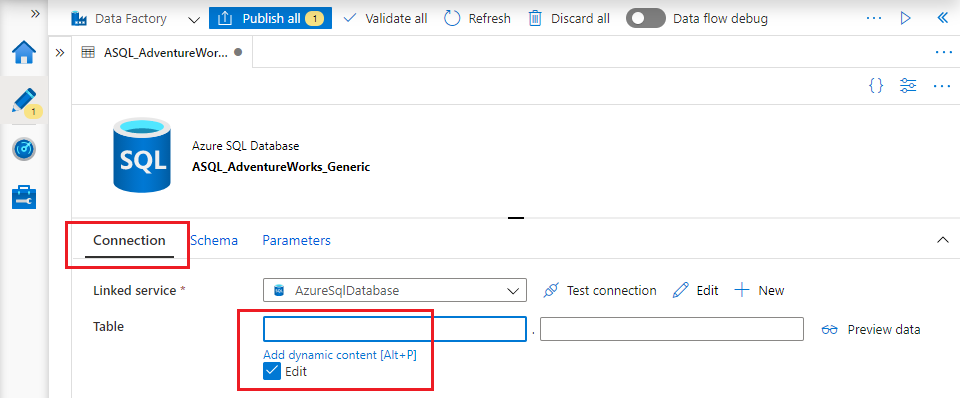 » Data Factory Publish all 1 Validate all Refresh Discard all Data flow debug ··· «
» ASQL_AdventureWor... ● ···
1
{} ···
SQL
Azure SQL Database
ASQL_AdventureWorks_Generic
Connection Schema Parameters
Linked service * SQL AzureSqlDatabase Test connection Edit New
Table . Preview data
Add dynamic content [Alt+P]
Edit